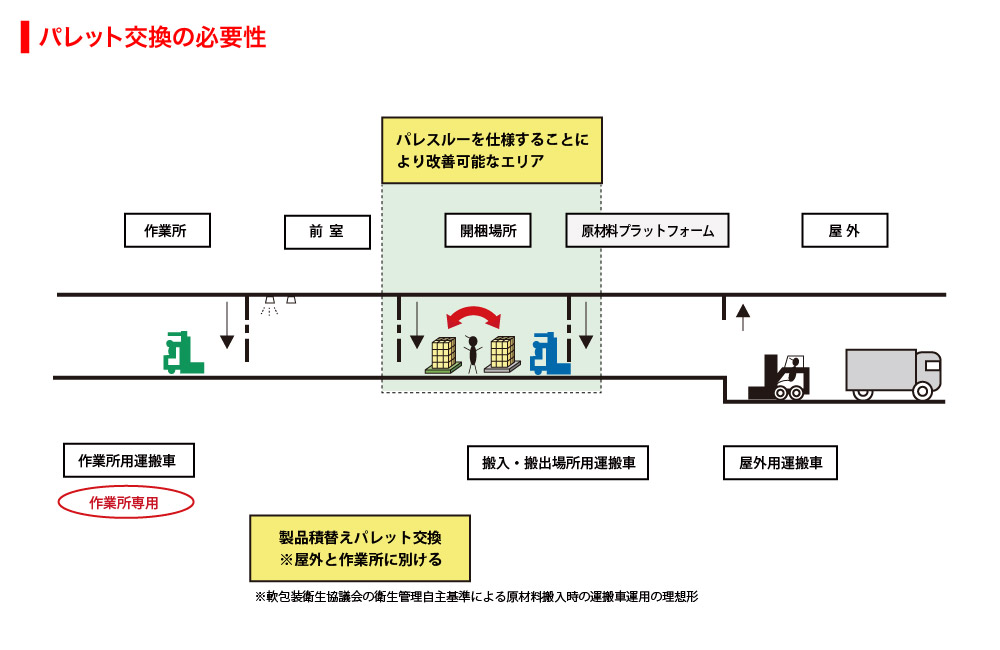 パレット交換の必要性
パレスルーを仕様することに
より改善可能なエリア
作業所
前 室
開梱場所
原材料プラットフォーム
屋 外
作業所用運搬車
搬入・搬出場所用運搬車
屋外用運搬車
作業所専用
製品積替えパレット交換
※屋外と作業所に別ける
※軟包装衛生協議会の衛生管理自主基準による原材料搬入時の運搬車運用の理想形